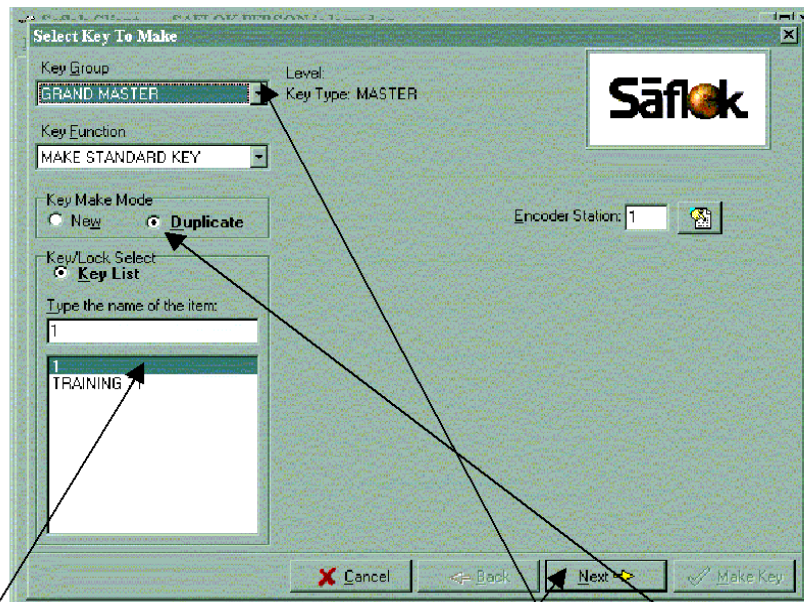 Select Key To Make
Key Group
GRAND MASTER
Level:
Key Type: MASTER
Säflok
Key Function
MAKE STANDARD KEY
Key Make Mode
New
Duplicate
Encoder Station: 1
Key/Lock Select
Key List
Type the name of the item:
1
1
TRAINING
Cancel
Back
Next
Make Key